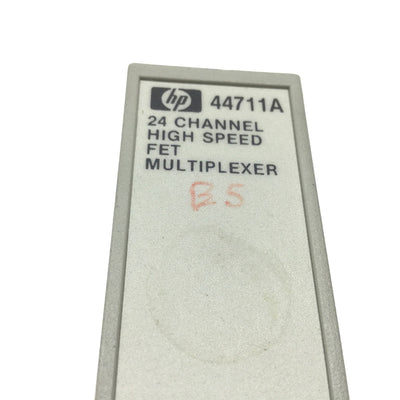 hp 44711A
24 CHANNEL
HIGH SPEED
FET
MULTIPLEXER
B5